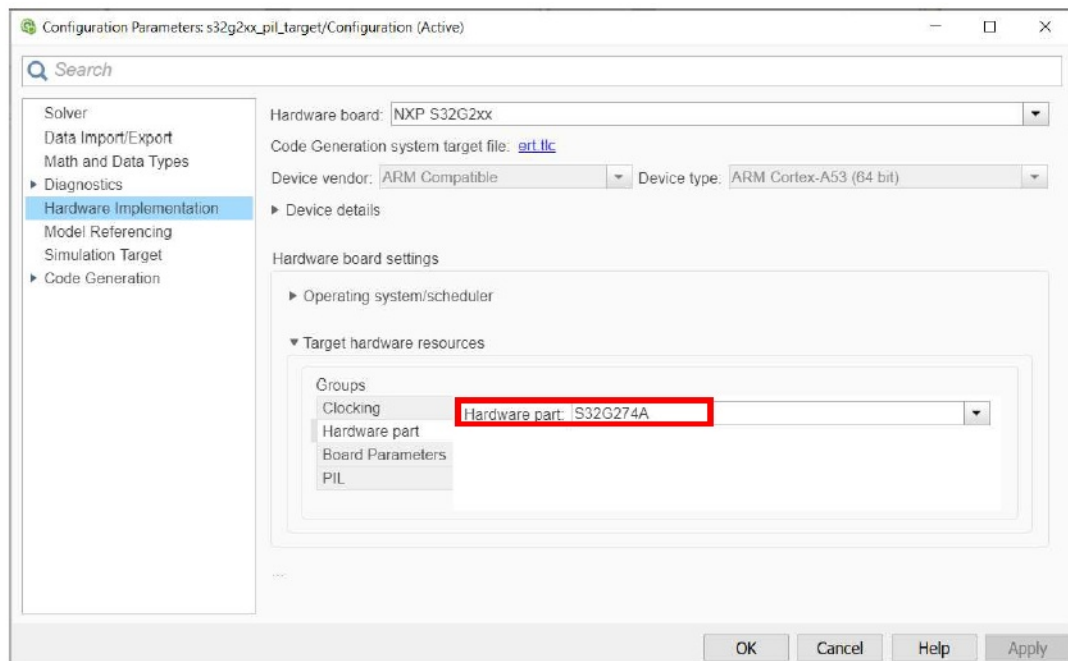 Configuration Parameters: s32g2xx_pil_target/Configuration (Active)
Search
Solver
Data Import/Export
Math and Data Types
Diagnostics
Hardware Implementation
Model Referencing
Simulation Target
Code Generation
Hardware board: NXP S32G2xx
Code Generation system target file: ert.tlc
Device vendor: ARM Compatible Device type: ARM Cortex-A53 (64 bit)
Device details
Hardware board settings
Operating system/scheduler
Target hardware resources
Groups
Clocking
Hardware part
Board Parameters
PIL
Hardware part: S32G274A
...
OK Cancel Help Apply